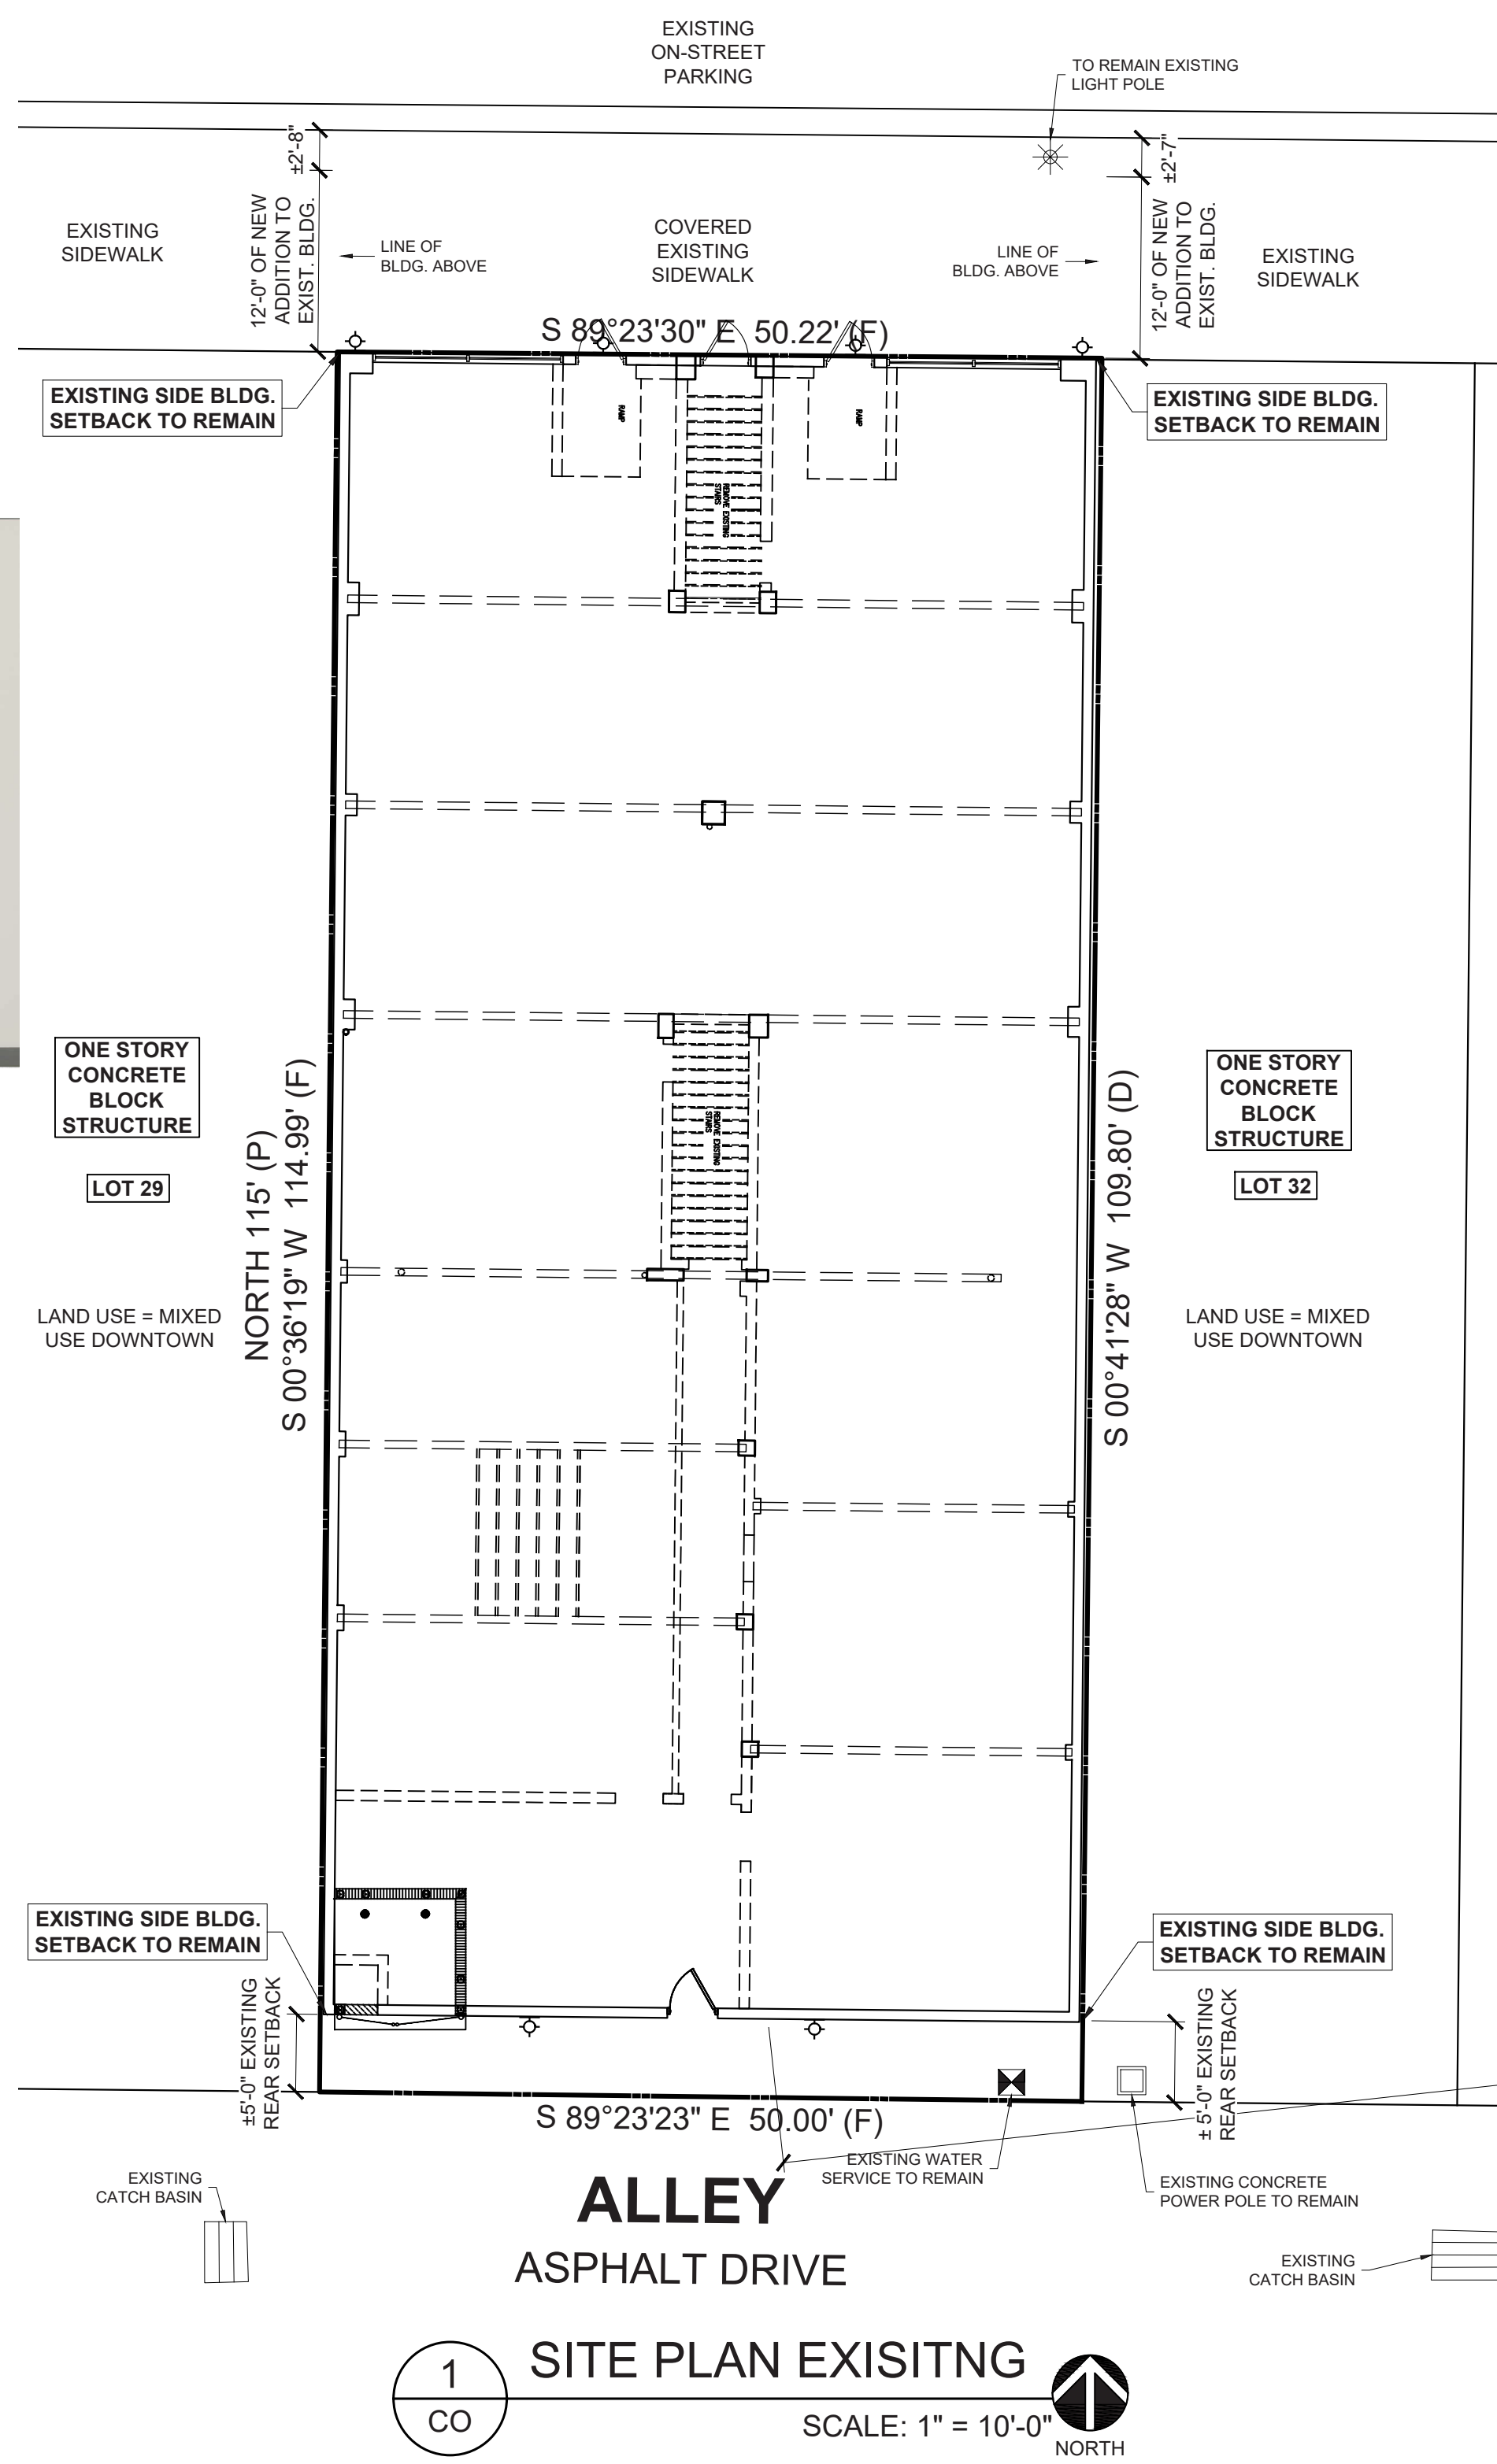 EXISTING
ON-STREET
PARKING
TO REMAIN EXISTING
LIGHT POLE
±2'-8"
±2'-7"
12'-0" OF NEW
ADDITION TO
EXIST. BLDG.
12'-0" OF NEW
ADDITION TO
EXIST. BLDG.
EXISTING
SIDEWALK
LINE OF
BLDG. ABOVE
COVERED
EXISTING
SIDEWALK
LINE OF
BLDG. ABOVE
EXISTING
SIDEWALK
S 89°23'30" E 50.22' (F)
EXISTING SIDE BLDG.
SETBACK TO REMAIN
EXISTING SIDE BLDG.
SETBACK TO REMAIN
RAMP
RAMP
REMOVE EXISTING
STAIRS
ONE STORY
CONCRETE
BLOCK
STRUCTURE
LOT 29
ONE STORY
CONCRETE
BLOCK
STRUCTURE
LOT 32
NORTH 115' (P)
S 00°36'19" W 114.99' (F)
REMOVE EXISTING
STAIRS
S 00°41'28" W 109.80' (D)
LAND USE = MIXED
USE DOWNTOWN
LAND USE = MIXED
USE DOWNTOWN
EXISTING SIDE BLDG.
SETBACK TO REMAIN
EXISTING SIDE BLDG.
SETBACK TO REMAIN
±5'-0" EXISTING
REAR SETBACK
± 5'-0" EXISTING
REAR SETBACK
S 89°23'23" E 50.00' (F)
EXISTING WATER
SERVICE TO REMAIN
EXISTING CONCRETE
POWER POLE TO REMAIN
EXISTING
CATCH BASIN
ALLEY
ASPHALT DRIVE
EXISTING
CATCH BASIN
1
CO
SITE PLAN EXISITNG
SCALE: 1" = 10'-0"
NORTH